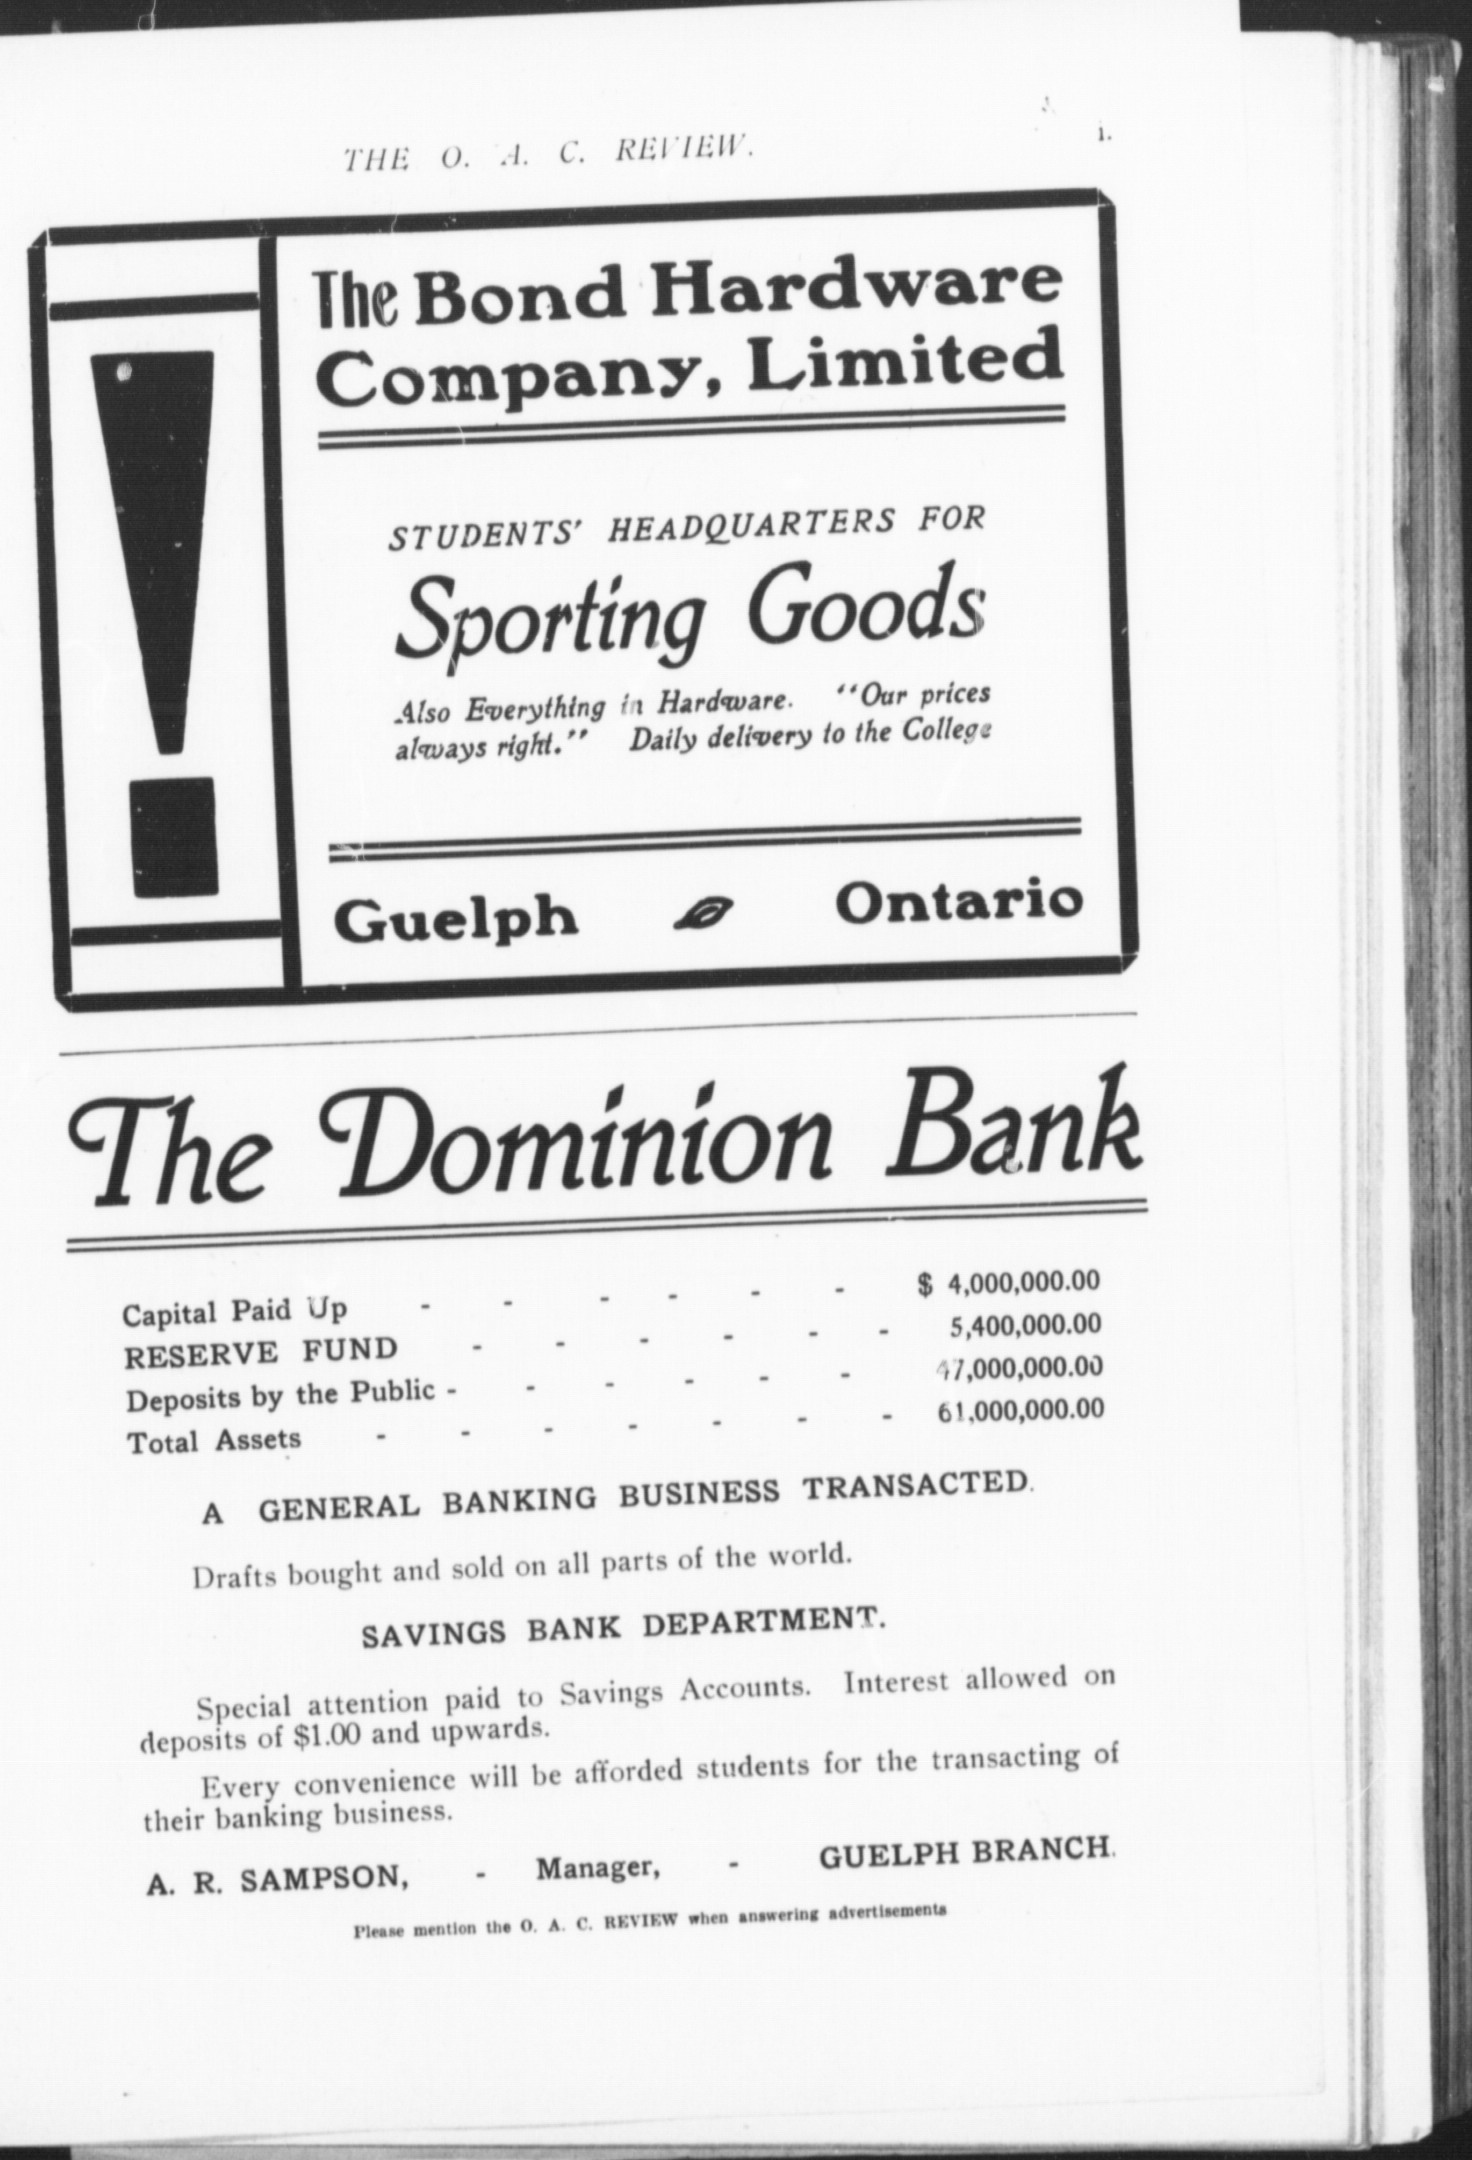 THE O. A. C. REVIEW. i.
!
The Bond Hardware
Company, Limited
STUDENTS' HEADQUARTERS FOR
Sporting Goods
Also Everything in Hardware. "Our prices
always right." Daily delivery to the College
Guelph Ontario
The Dominion Bank
Capital Paid Up - - - - - - $ 4,000,000.00
RESERVE FUND - - - - - - 5,400,000.00
Deposits by the Public - - - - - - 47,000,000.00
Total Assets - - - - - - - 61,000,000.00
A GENERAL BANKING BUSINESS TRANSACTED.
Drafts bought and sold on all parts of the world.
SAVINGS BANK DEPARTMENT.
Special attention paid to Savings Accounts. Interest allowed on
deposits of $1.00 and upwards.
Every convenience will be afforded students for the transacting of
their banking business.
A. R. SAMPSON, - Manager, - GUELPH BRANCH.
Please mention the O. A. C. REVIEW when answering advertisements